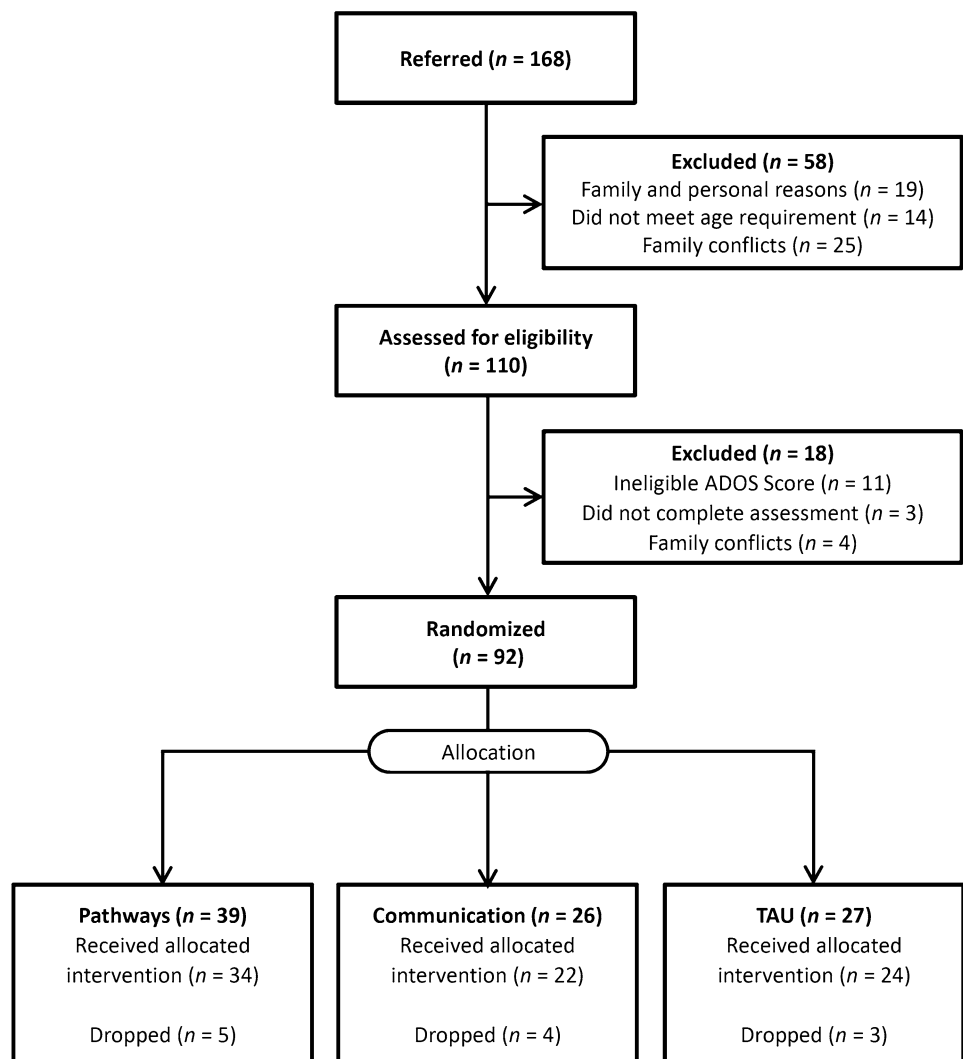 Referred (n = 168)
Excluded (n = 58)
Family and personal reasons (n = 19)
Did not meet age requirement (n = 14)
Family conflicts (n = 25)
Assessed for eligibility
(n = 110)
Excluded (n = 18)
Ineligible ADOS Score (n = 11)
Did not complete assessment (n = 3)
Family conflicts (n = 4)
Randomized
(n = 92)
Allocation
Pathways (n = 39)
Received allocated
intervention (n = 34)
Dropped (n = 5)
Communication (n = 26)
Received allocated
intervention (n = 22)
Dropped (n = 4)
TAU (n = 27)
Received allocated
intervention (n = 24)
Dropped (n = 3)